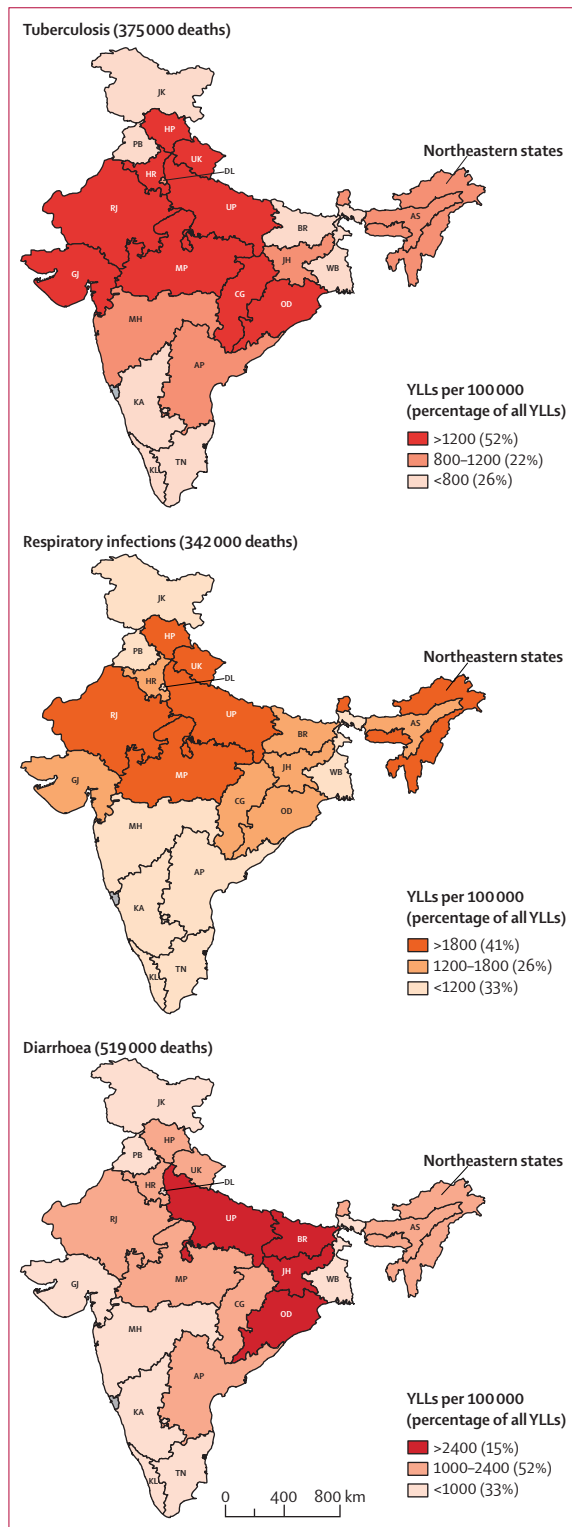 Tuberculosis (375 000 deaths)
JK
HP
PB
UK
HR
DL
Northeastern states
RJ
UP
BR
AS
GJ
MP
JH
WB
CG
OD
MH
AP
KA
KL
TN
YLLs per 100 000
(percentage of all YLLs)
>1200 (52%)
800–1200 (22%)
<800 (26%)
Respiratory infections (342 000 deaths)
JK
HP
PB
UK
HR
DL
Northeastern states
RJ
UP
BR
AS
GJ
MP
JH
WB
CG
OD
MH
AP
KA
KL
TN
YLLs per 100 000
(percentage of all YLLs)
>1800 (41%)
1200–1800 (26%)
<1200 (33%)
Diarrhoea (519 000 deaths)
JK
HP
PB
UK
HR
DL
Northeastern states
RJ
UP
BR
AS
GJ
MP
JH
WB
CG
OD
MH
AP
KA
KL
TN
YLLs per 100 000
(percentage of all YLLs)
>2400 (15%)
1000–2400 (52%)
<1000 (33%)
0 400 800 km